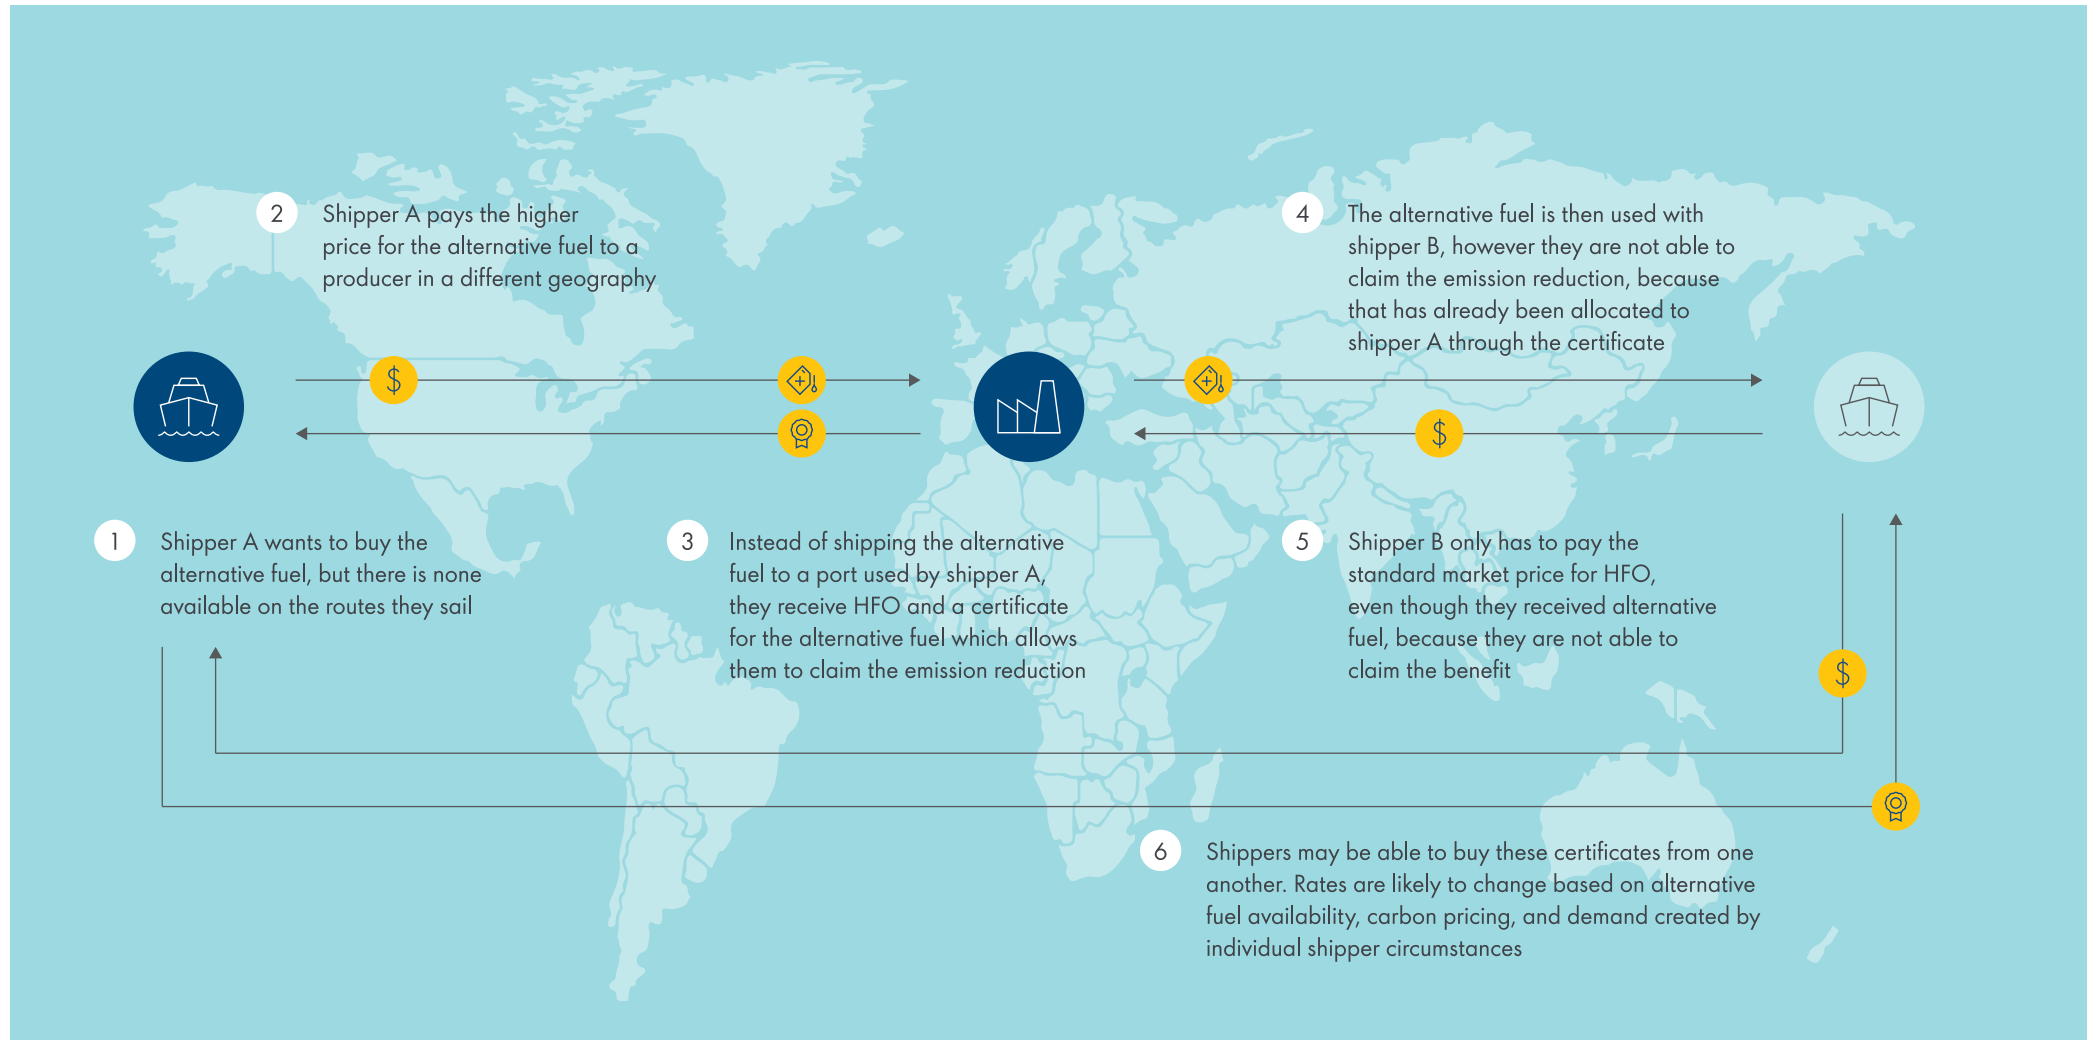 1
Shipper A wants to buy the
alternative fuel, but there is none
available on the routes they sail
2
Shipper A pays the higher
price for the alternative fuel to a
producer in a different geography
3
Instead of shipping the alternative
fuel to a port used by shipper A,
they receive HFO and a certificate
for the alternative fuel which allows
them to claim the emission reduction
4
The alternative fuel is then used with
shipper B, however they are not able to
claim the emission reduction, because
that has already been allocated to
shipper A through the certificate
5
Shipper B only has to pay the
standard market price for HFO,
even though they received alternative
fuel, because they are not able to
claim the benefit
6
Shippers may be able to buy these certificates from one
another. Rates are likely to change based on alternative
fuel availability, carbon pricing, and demand created by
individual shipper circumstances
$
$
$